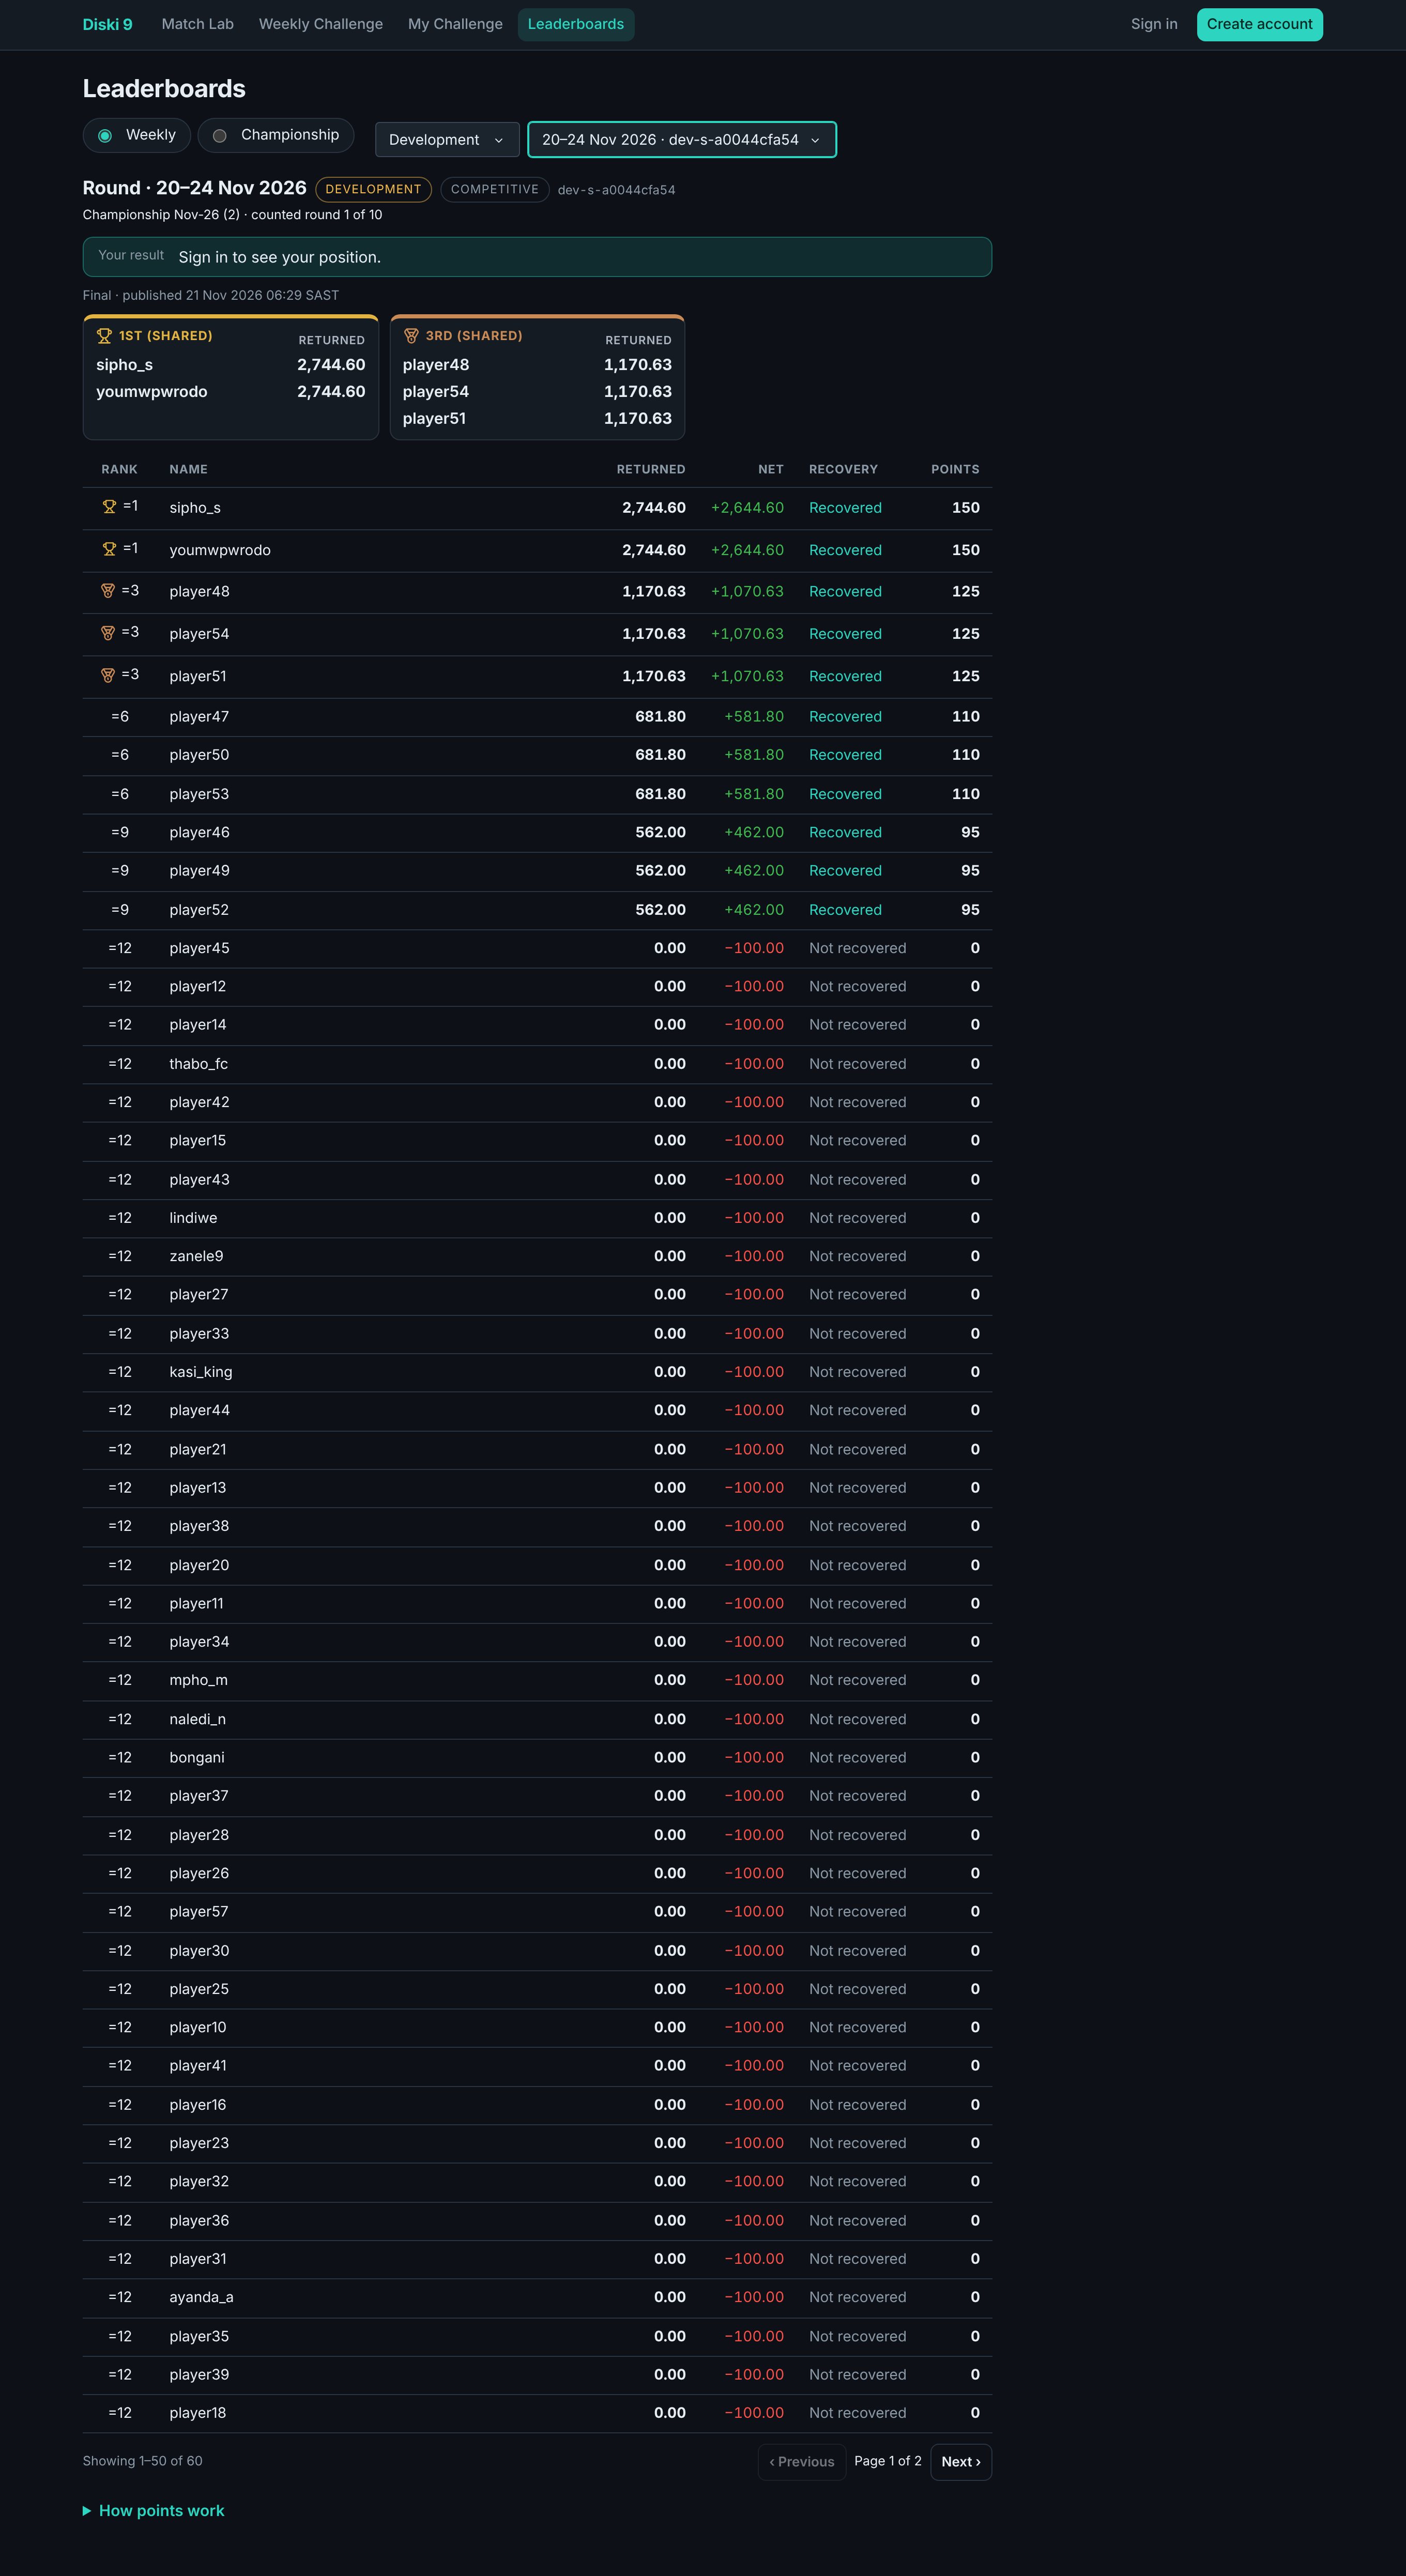 Diski 9 Match Lab Weekly Challenge My Challenge Leaderboards Sign in Create account
Leaderboards
Weekly Championship Development 20–24 Nov 2026 · dev-s-a0044cfa54
Round · 20–24 Nov 2026 DEVELOPMENT COMPETITIVE dev-s-a0044cfa54
Championship Nov-26 (2) · counted round 1 of 10
Your result Sign in to see your position.
Final · published 21 Nov 2026 06:29 SAST
1ST (SHARED) RETURNED
sipho_s 2,744.60
youmwpwrodo 2,744.60
3RD (SHARED) RETURNED
player48 1,170.63
player54 1,170.63
player51 1,170.63
RANK NAME RETURNED NET RECOVERY POINTS
=1 sipho_s 2,744.60 +2,644.60 Recovered 150
=1 youmwpwrodo 2,744.60 +2,644.60 Recovered 150
=3 player48 1,170.63 +1,070.63 Recovered 125
=3 player54 1,170.63 +1,070.63 Recovered 125
=3 player51 1,170.63 +1,070.63 Recovered 125
=6 player47 681.80 +581.80 Recovered 110
=6 player50 681.80 +581.80 Recovered 110
=6 player53 681.80 +581.80 Recovered 110
=9 player46 562.00 +462.00 Recovered 95
=9 player49 562.00 +462.00 Recovered 95
=9 player52 562.00 +462.00 Recovered 95
=12 player45 0.00 −100.00 Not recovered 0
=12 player12 0.00 −100.00 Not recovered 0
=12 player14 0.00 −100.00 Not recovered 0
=12 thabo_fc 0.00 −100.00 Not recovered 0
=12 player42 0.00 −100.00 Not recovered 0
=12 player15 0.00 −100.00 Not recovered 0
=12 player43 0.00 −100.00 Not recovered 0
=12 lindiwe 0.00 −100.00 Not recovered 0
=12 zanele9 0.00 −100.00 Not recovered 0
=12 player27 0.00 −100.00 Not recovered 0
=12 player33 0.00 −100.00 Not recovered 0
=12 kasi_king 0.00 −100.00 Not recovered 0
=12 player44 0.00 −100.00 Not recovered 0
=12 player21 0.00 −100.00 Not recovered 0
=12 player13 0.00 −100.00 Not recovered 0
=12 player38 0.00 −100.00 Not recovered 0
=12 player20 0.00 −100.00 Not recovered 0
=12 player11 0.00 −100.00 Not recovered 0
=12 player34 0.00 −100.00 Not recovered 0
=12 mpho_m 0.00 −100.00 Not recovered 0
=12 naledi_n 0.00 −100.00 Not recovered 0
=12 bongani 0.00 −100.00 Not recovered 0
=12 player37 0.00 −100.00 Not recovered 0
=12 player28 0.00 −100.00 Not recovered 0
=12 player26 0.00 −100.00 Not recovered 0
=12 player57 0.00 −100.00 Not recovered 0
=12 player30 0.00 −100.00 Not recovered 0
=12 player25 0.00 −100.00 Not recovered 0
=12 player10 0.00 −100.00 Not recovered 0
=12 player41 0.00 −100.00 Not recovered 0
=12 player16 0.00 −100.00 Not recovered 0
=12 player23 0.00 −100.00 Not recovered 0
=12 player32 0.00 −100.00 Not recovered 0
=12 player36 0.00 −100.00 Not recovered 0
=12 player31 0.00 −100.00 Not recovered 0
=12 ayanda_a 0.00 −100.00 Not recovered 0
=12 player35 0.00 −100.00 Not recovered 0
=12 player39 0.00 −100.00 Not recovered 0
=12 player18 0.00 −100.00 Not recovered 0
Showing 1–50 of 60 ‹ Previous Page 1 of 2 Next ›
How points work